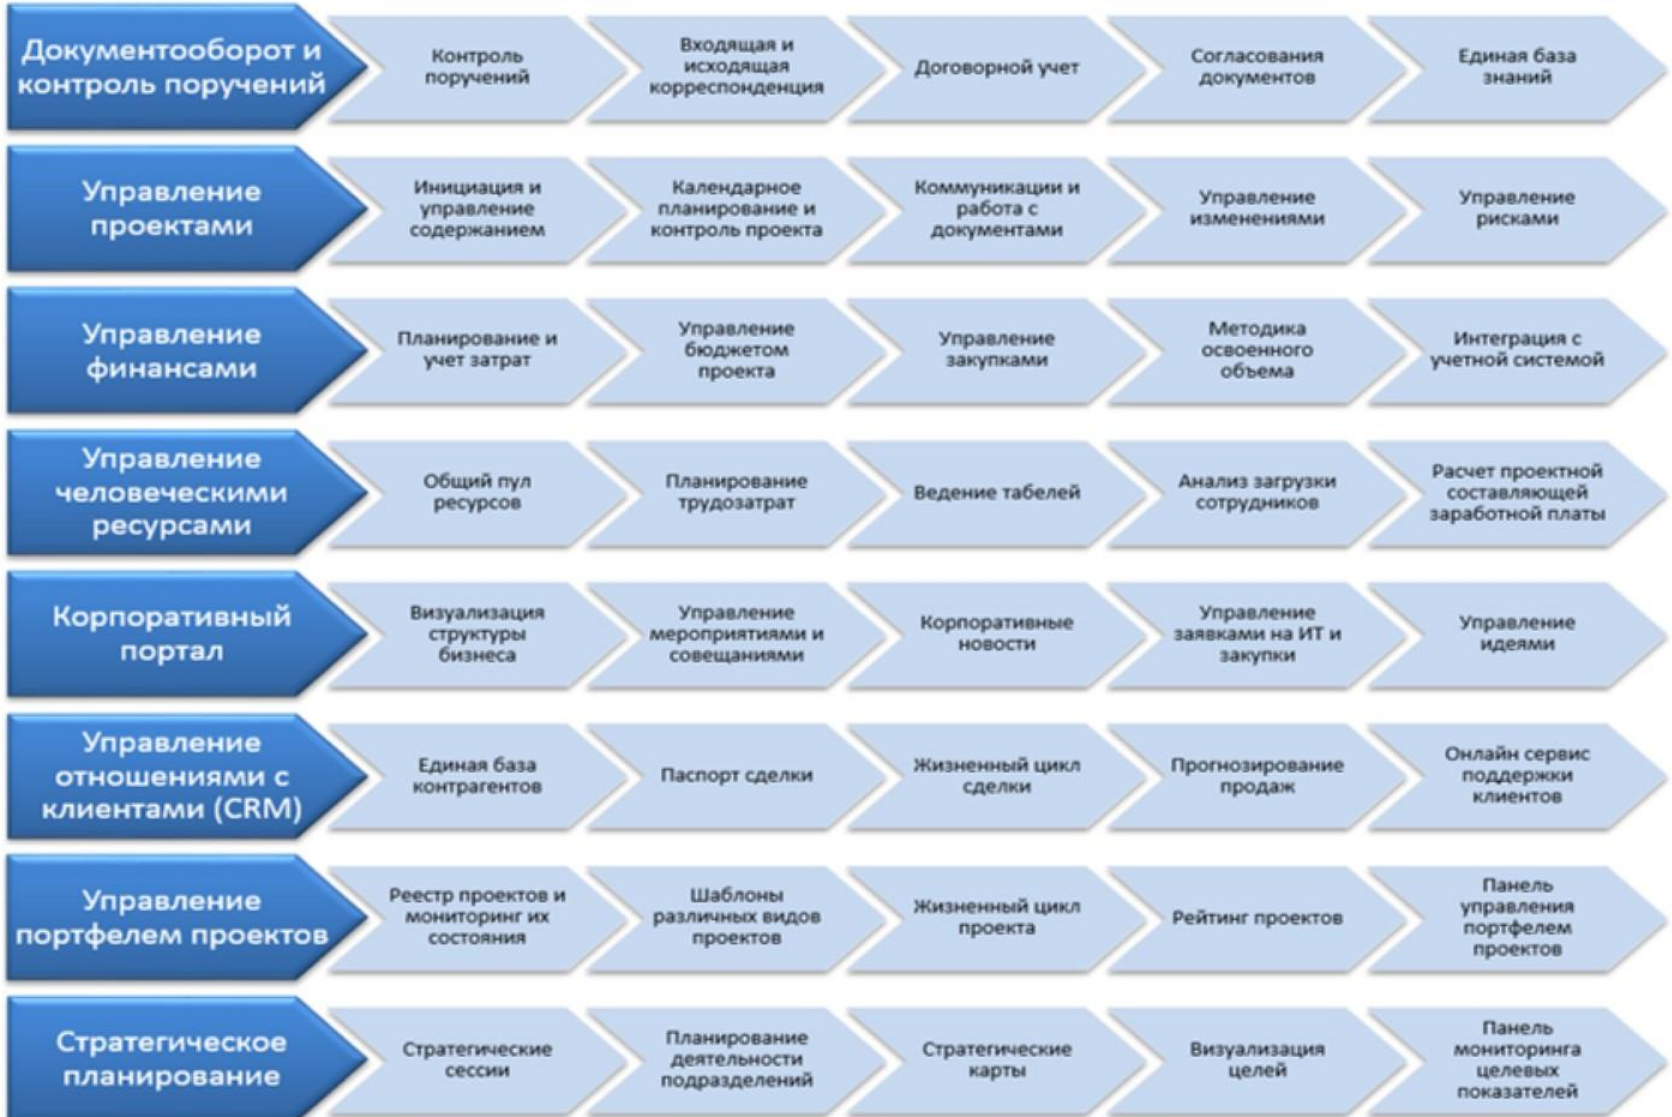 Документооборот и
контроль поручений
Контроль
поручений
Входящая и
исходящая
корреспонденция
Договорной учет
Согласования
документов
Единая база
знаний
Управление
проектами
Инициация и
управление
содержанием
Календарное
планирование и
контроль проекта
Коммуникации и
работа с
документами
Управление
изменениями
Управление
рисками
Управление
финансами
Планирование и
учет затрат
Управление
бюджетом
проекта
Управление
закупками
Методика
освоенного
объема
Интеграция с
учетной системой
Управление
человеческими
ресурсами
Общий пул
ресурсов
Планирование
трудозатрат
Ведение табелей
Анализ загрузки
сотрудников
Расчет проектной
составляющей
заработной платы
Корпоративный
портал
Визуализация
структуры
бизнеса
Управление
мероприятиями и
совещаниями
Корпоративные
новости
Управление
заявками на ИТ и
закупки
Управление
идеями
Управление
отношениями с
клиентами (CRM)
Единая база
контрагентов
Паспорт сделки
Жизненный цикл
сделки
Прогнозирование
продаж
Онлайн сервис
поддержки
клиентов
Управление
портфелем проектов
Реестр проектов и
мониторинг их
состояния
Шаблоны
различных видов
проектов
Жизненный цикл
проекта
Рейтинг проектов
Панель
управления
портфелем
проектов
Стратегическое
планирование
Стратегические
сессии
Планирование
деятельности
подразделений
Стратегические
карты
Визуализация
целей
Панель
мониторинга
целевых
показателей